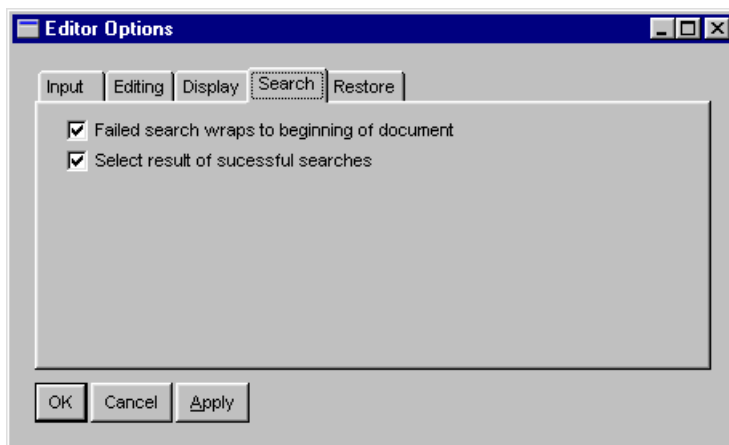 Editor Options
Input Editing Display Search Restore
Failed search wraps to beginning of document
Select result of sucessful searches
OK Cancel Apply